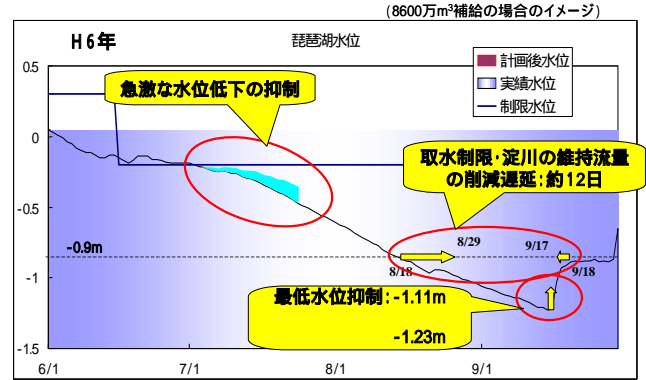 (8600万m³補給の場合のイメージ)
H6年
琵琶湖水位
計画後水位
実績水位
制限水位
急激な水位低下の抑制
取水制限・淀川の維持流量
の削減遅延：約12日
0.5
0
-0.5
-0.9m
-1
-1.5
8/18
8/29
9/17
9/18
最低水位抑制：-1.11m
-1.23m
6/1
7/1
8/1
9/1